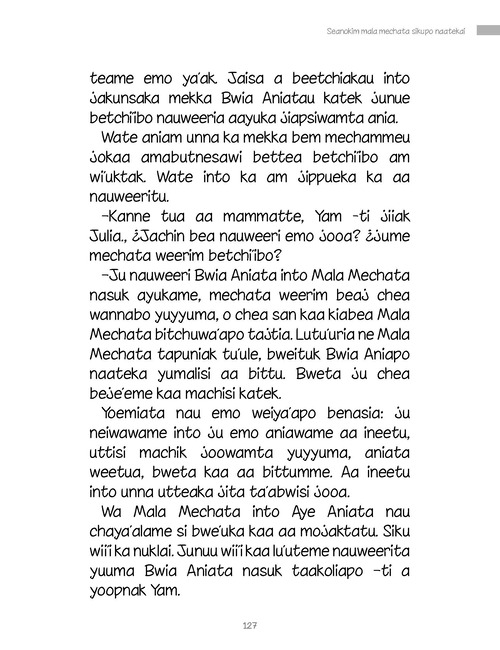 Seanokim mala mechata sikupo naatekai
teame emo ya'ak. Jaisa a beetchiakau into
jakunsaka mekka Bwia Aniatau katek junue
betchi'ibo nauweeria aayuka jiapsiwamta ania.
Wate aniam unna ka mekka bem mechammeu
jokaa amabutnesawi bettea betchi'ibo am
wi'uktak. Wate into ka am jippueka ka aa
nauweeritu.
–Kanne tua aa mammatte, Yam -ti jiiak
Julia., ¿Jachin bea nauweeri emo jooa? ¿jume
mechata weerim betchi'ibo?
–Ju nauweeri Bwia Aniata into Mala Mechata
nasuk ayukame, mechata weerim beaj chea
wannabo yuyyuma, o chea san kaa kiabea Mala
Mechata bitchuwa'apo tajtia. Lutu'uria ne Mala
Mechata tapuniak tu'ule, bweituk Bwia Aniapo
naateka yumalisi aa bittu. Bweta ju chea
beje'eme kaa machisi katek.
Yoemiata nau emo weiya'apo benasia: ju
neiwawame into ju emo aniawame aa ineetu,
uttisi machik joowamta yuyyuma, aniata
weetua, bweta kaa aa bittumme. Aa ineetu
into unna utteaka jita ta'abwisi jooa.
Wa Mala Mechata into Aye Aniata nau
chaya'alame si bwe'uka kaa aa mojaktatu. Siku
wii'i ka nuklai. Junuu wii'i kaa lu'uteme nauweerita
yuuma Bwia Aniata nasuk taakoliapo -ti a
yoopnak Yam.
127